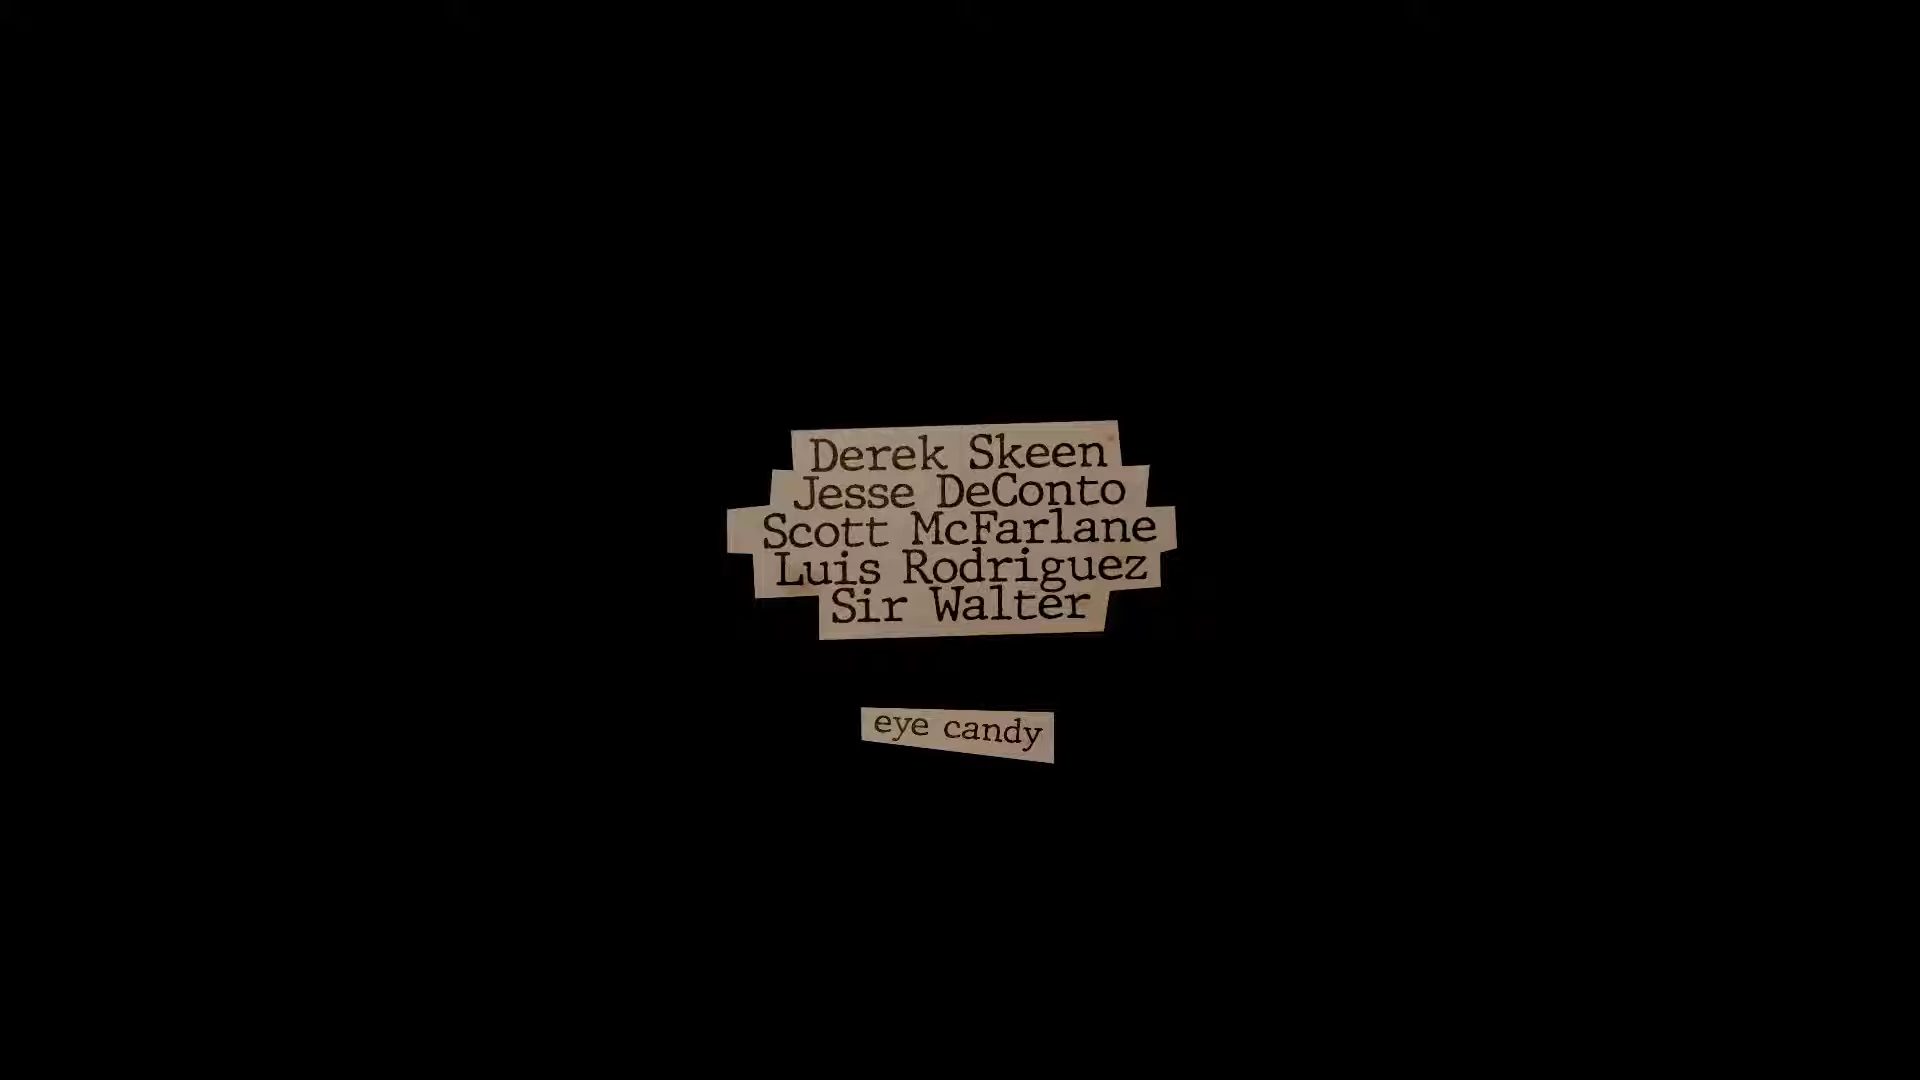 Derek Skeen
Jesse DeConto
Scott McFarlane
Luis Rodriguez
Sir Walter
eye candy